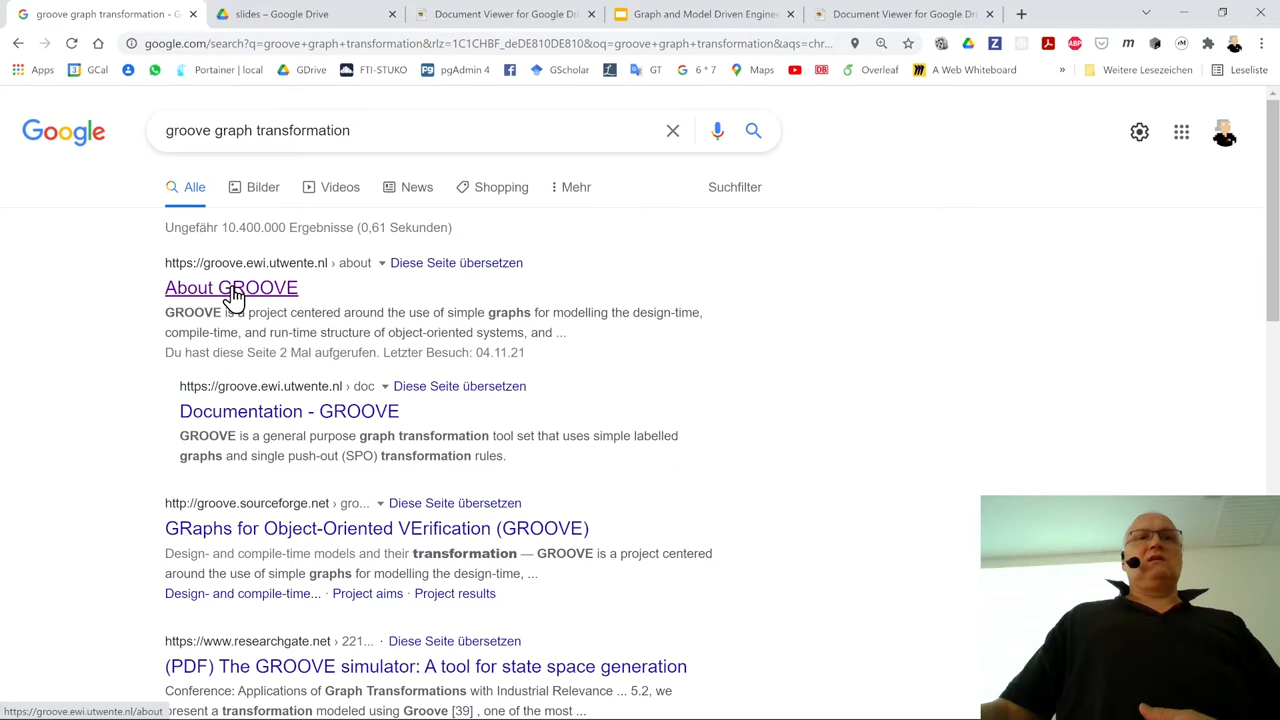 groove graph transformation - G
slides – Google Drive
Document Viewer for Google Dri
Graph and Model Driven Enginee
Document Viewer for Google Dri
google.com/search?q=groove+graph+transformation&rlz=1C1CHBF_deDE810DE810&oq=groove+graph+transformation&aqs=chr...
Apps
GCal
Portainer | local
GDrive
FTI-STUKO
pgAdmin 4
GScholar
GT
6 * 7
Maps
Overleaf
A Web Whiteboard
»
Weitere Lesezeichen
Leseliste
Google
groove graph transformation
Alle
Bilder
Videos
News
Shopping
Mehr
Suchfilter
Ungefähr 10.400.000 Ergebnisse (0,61 Sekunden)
https://groove.ewi.utwente.nl › about
Diese Seite übersetzen
About GROOVE
GROOVE is a project centered around the use of simple graphs for modelling the design-time,
compile-time, and run-time structure of object-oriented systems, and ...
Du hast diese Seite 2 Mal aufgerufen. Letzter Besuch: 04.11.21
https://groove.ewi.utwente.nl › doc
Diese Seite übersetzen
Documentation - GROOVE
GROOVE is a general purpose graph transformation tool set that uses simple labelled
graphs and single push-out (SPO) transformation rules.
http://groove.sourceforge.net › gro...
Diese Seite übersetzen
GRaphs for Object-Oriented VErification (GROOVE)
Design- and compile-time models and their transformation — GROOVE is a project centered
around the use of simple graphs for modelling the design-time, ...
Design- and compile-time... · Project aims · Project results
https://www.researchgate.net › 221... ·
Diese Seite übersetzen
(PDF) The GROOVE simulator: A tool for state space generation
Conference: Applications of Graph Transformations with Industrial Relevance ... 5.2, we
present a transformation modeled using Groove [39] , one of the most ...
https://groove.ewi.utwente.nl/about